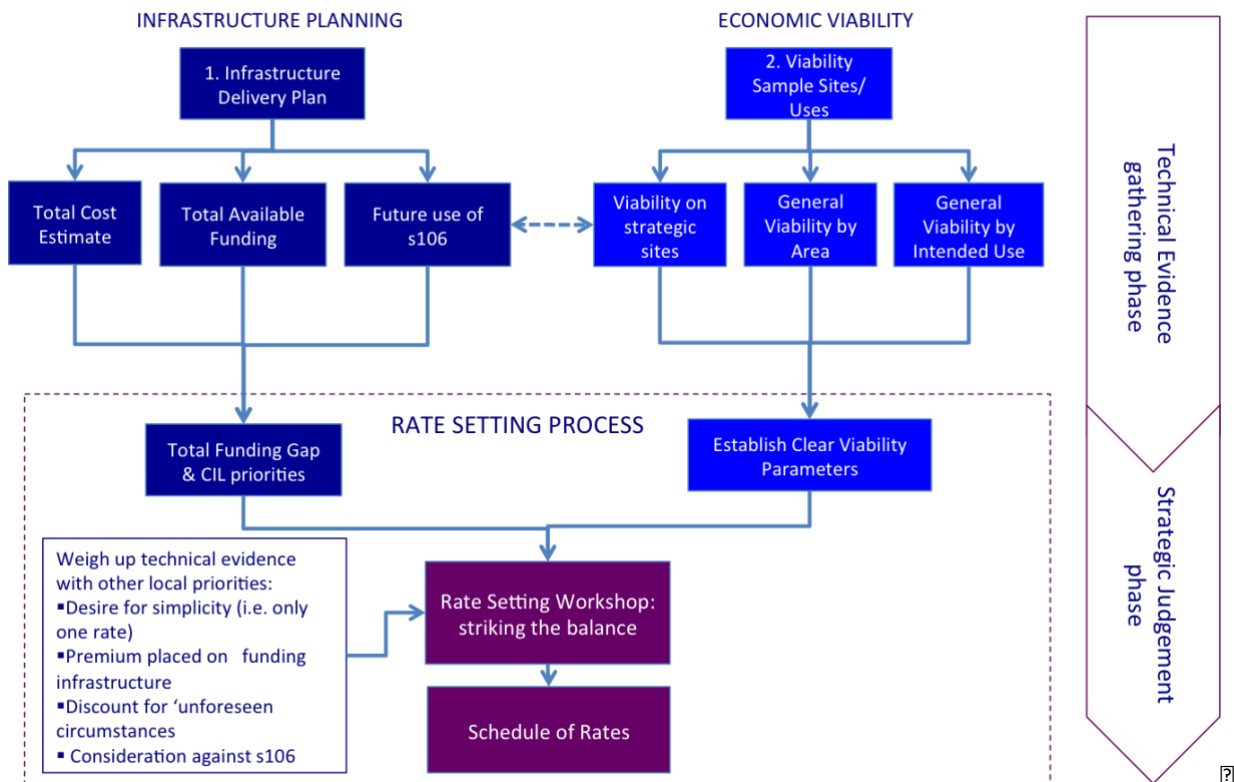 INFRASTRUCTURE PLANNING
ECONOMIC VIABILITY
1. Infrastructure
Delivery Plan
2. Viability
Sample Sites/
Uses
Total Cost
Estimate
Total Available
Funding
Future use of
s106
Viability on
strategic
sites
General
Viability by
Area
General
Viability by
Intended Use
Technical Evidence
gathering phase
RATE SETTING PROCESS
Total Funding Gap
& CIL priorities
Establish Clear Viability
Parameters
Weigh up technical evidence
with other local priorities:
▪Desire for simplicity (i.e. only
one rate)
▪Premium placed on funding
infrastructure
▪Discount for ‘unforeseen
circumstances
▪ Consideration against s106
Rate Setting Workshop:
striking the balance
Schedule of Rates
Strategic Judgement
phase
?